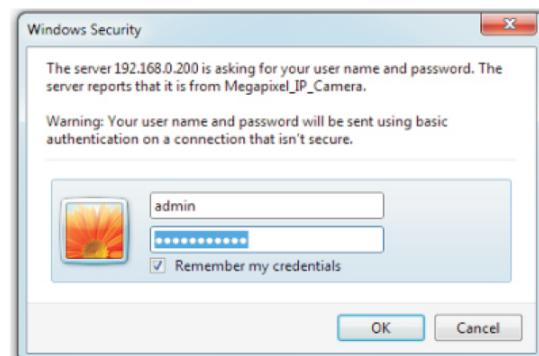 Windows Security
The server 192.168.0.200 is asking for your user name and password. The
server reports that it is from Megapixel_IP_Camera.
Warning: Your user name and password will be sent using basic
authentication on a connection that isn't secure.
admin
Remember my credentials
OK
Cancel